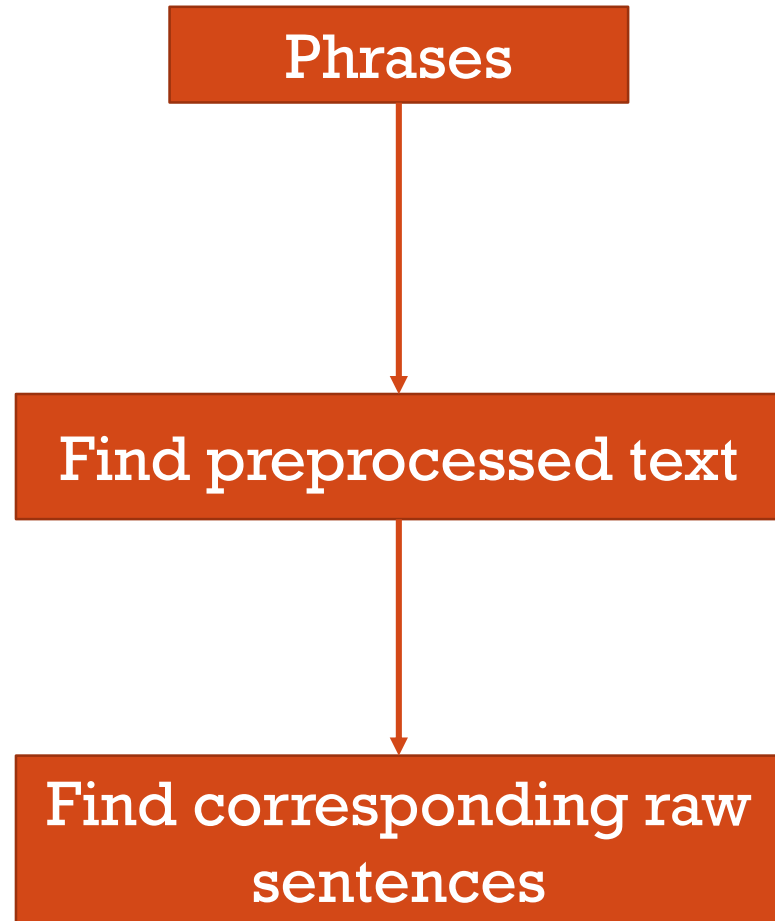 Phrases
Find preprocessed text
Find corresponding raw
sentences